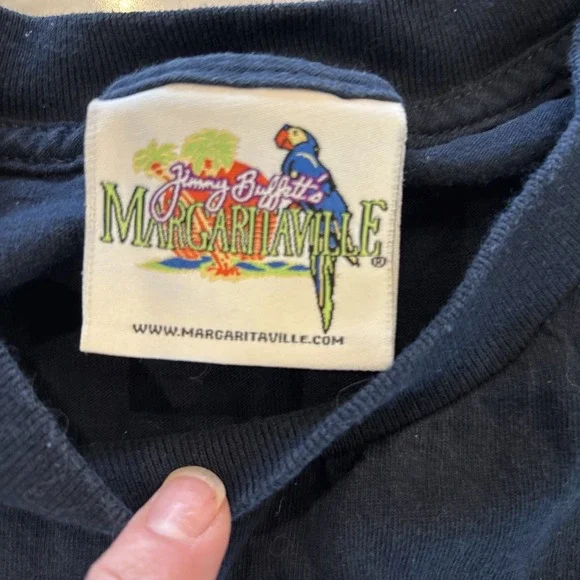 Jimmy Buffett's
MARGARITAVILLE®
WWW.MARGARITAVILLE.COM